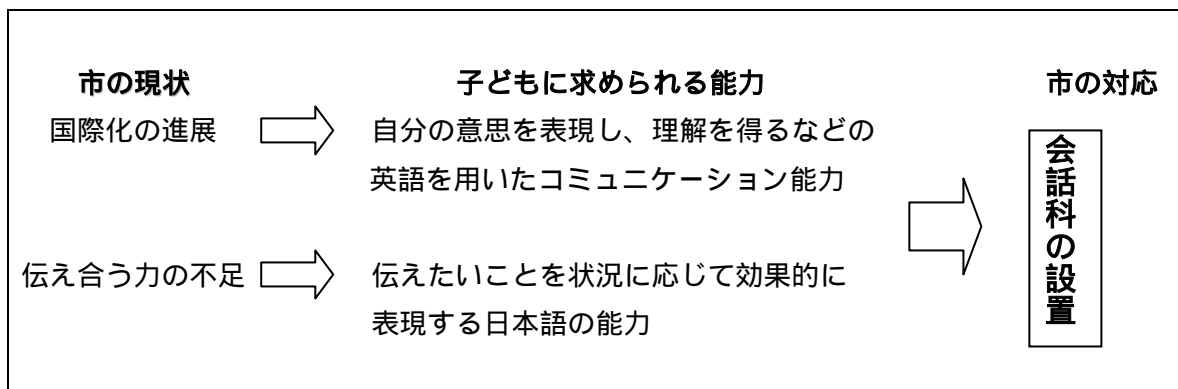 市の現状
子どもに求められる能力
市の対応
国際化の進展
自分の意思を表現し、理解を得るなどの
英語を用いたコミュニケーション能力
伝え合う力の不足
伝えたいことを状況に応じて効果的に
表現する日本語の能力
会話科の設置